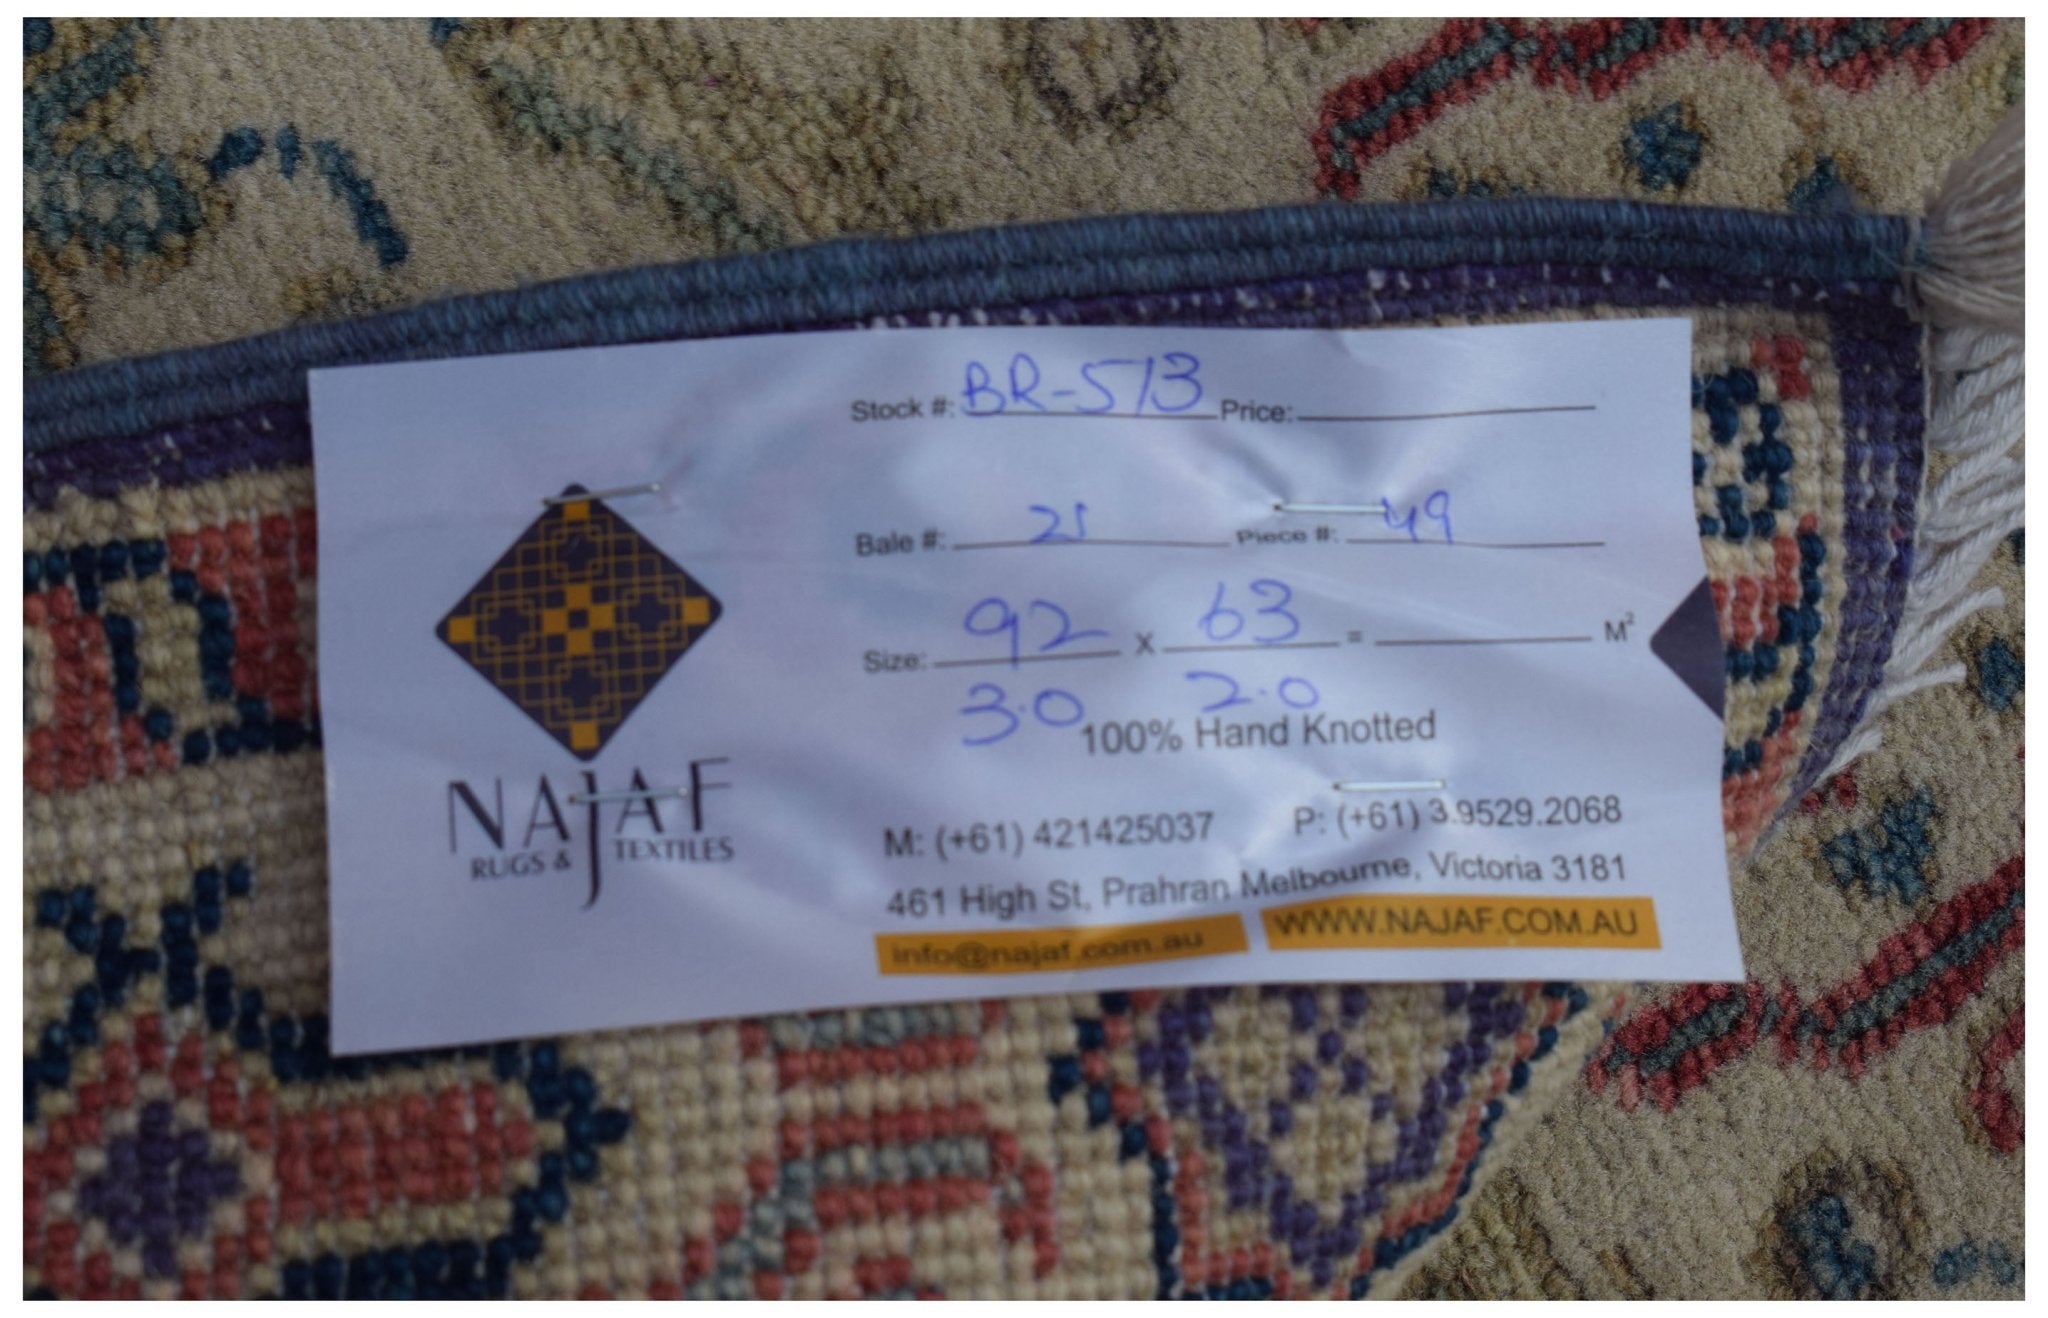 NAJAF
RUGS & TEXTILES
Stock #: BR-513 Price:
Bale #: 21 Piece #: 49
Size: 92 x 63 = M²
3.0 2.0
100% Hand Knotted
M: (+61) 421425037 P: (+61) 3.9529.2068
461 High St, Prahran Melbourne, Victoria 3181
info@najaf.com.au WWW.NAJAF.COM.AU